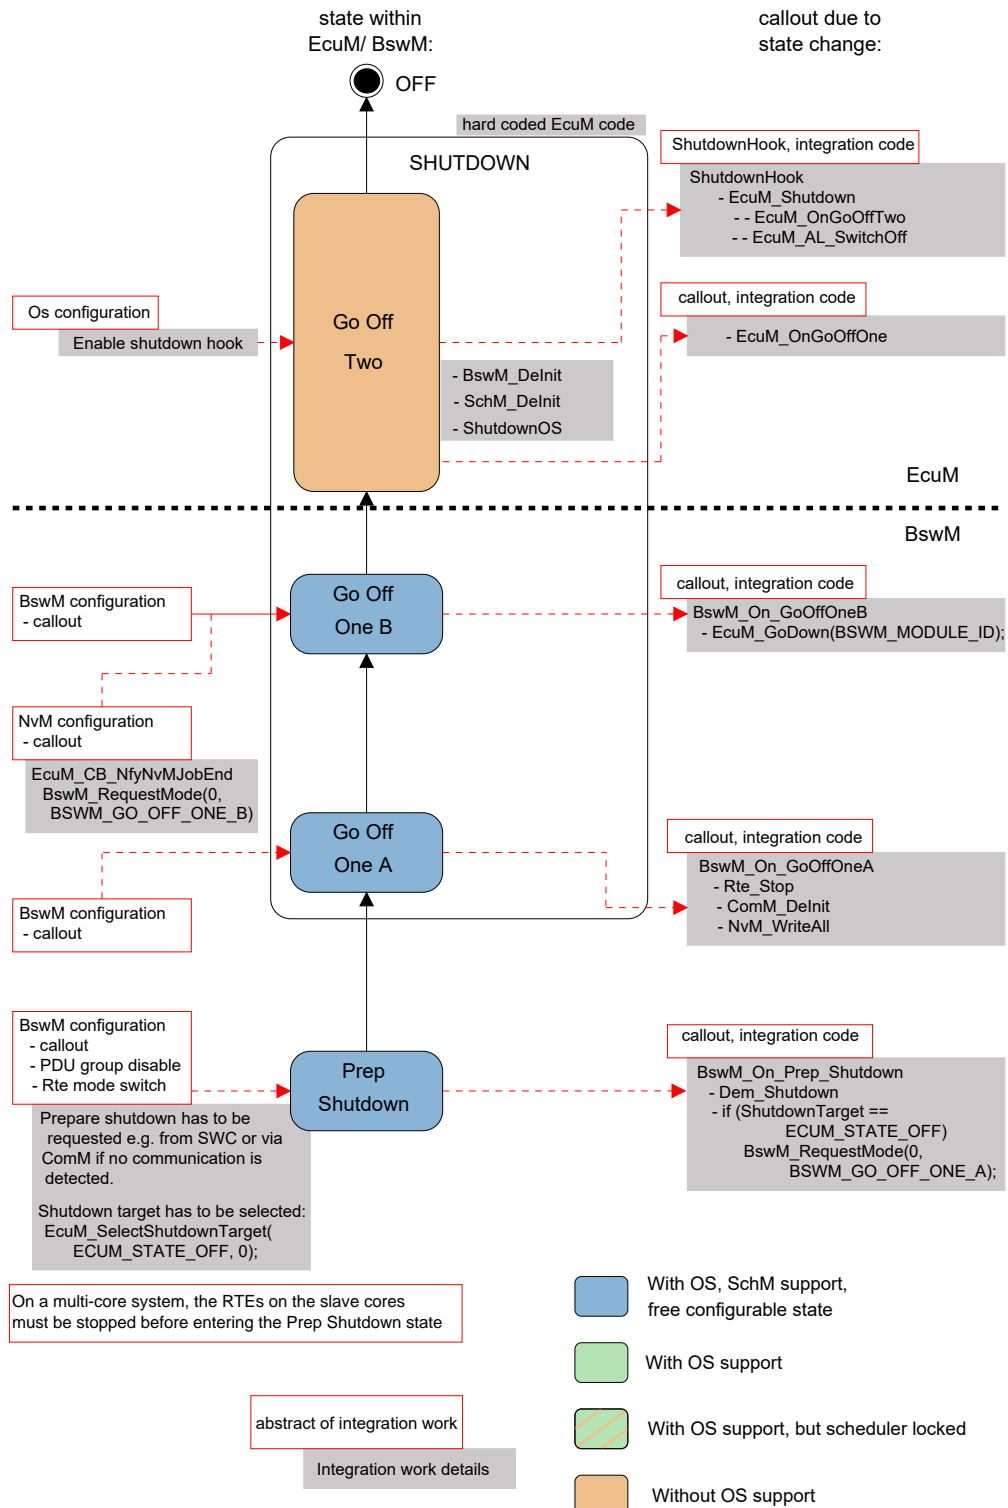 state within
EcuM/ BswM:
callout due to
state change:
OFF
hard coded EcuM code
SHUTDOWN
ShutdownHook, integration code
ShutdownHook
- EcuM_Shutdown
- - EcuM_OnGoOffTwo
- - EcuM_AL_SwitchOff
Os configuration
Enable shutdown hook
Go Off
Two
callout, integration code
- EcuM_OnGoOffOne
- BswM_DeInit
- SchM_DeInit
- ShutdownOS
EcuM
BswM
BswM configuration
- callout
Go Off
One B
callout, integration code
BswM_On_GoOffOneB
- EcuM_GoDown(BSWM_MODULE_ID);
NvM configuration
- callout
EcuM_CB_NfyNvMJobEnd
BswM_RequestMode(0,
BSWM_GO_OFF_ONE_B)
Go Off
One A
callout, integration code
BswM_On_GoOffOneA
- Rte_Stop
- ComM_DeInit
- NvM_WriteAll
BswM configuration
- callout
BswM configuration
- callout
- PDU group disable
- Rte mode switch
Prep
Shutdown
callout, integration code
BswM_On_Prep_Shutdown
- Dem_Shutdown
- if (ShutdownTarget ==
ECUM_STATE_OFF)
BswM_RequestMode(0,
BSWM_GO_OFF_ONE_A);
Prepare shutdown has to be
requested e.g. from SWC or via
ComM if no communication is
detected.
Shutdown target has to be selected:
EcuM_SelectShutdownTarget(
ECUM_STATE_OFF, 0);
On a multi-core system, the RTEs on the slave cores
must be stopped before entering the Prep Shutdown state
With OS, SchM support,
free configurable state
With OS support
With OS support, but scheduler locked
Without OS support
abstract of integration work
Integration work details